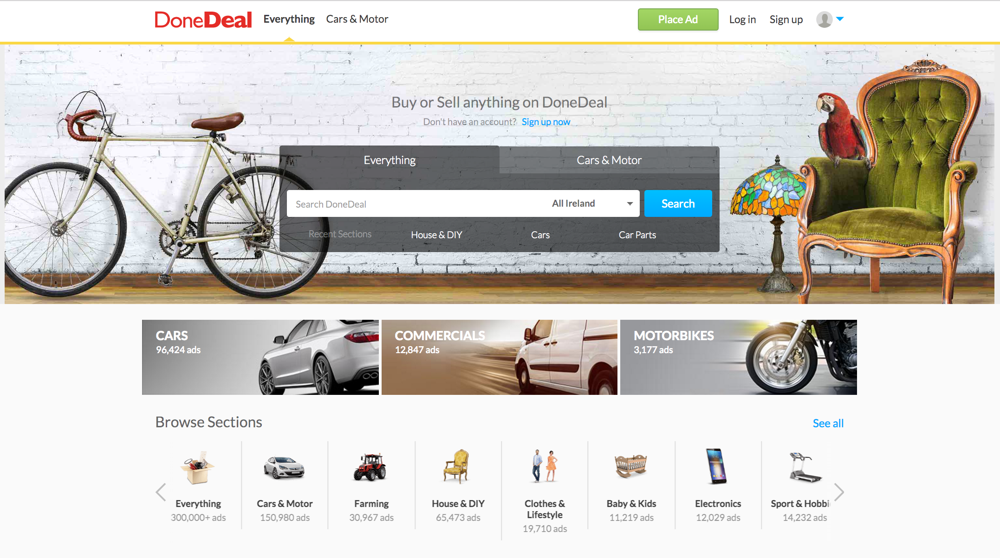 DoneDeal Everything Cars & Motor Place Ad Log in Sign up
Buy or Sell anything on DoneDeal
Don't have an account? Sign up now
Everything Cars & Motor
Search DoneDeal All Ireland Search
Recent Sections House & DIY Cars Car Parts
CARS
96,424 ads
COMMERCIALS
12,847 ads
MOTORBIKES
3,177 ads
Browse Sections See all
Everything
300,000+ ads
Cars & Motor
150,980 ads
Farming
30,967 ads
House & DIY
65,473 ads
Clothes &
Lifestyle
19,710 ads
Baby & Kids
11,219 ads
Electronics
12,029 ads
Sport & Hobbi
14,232 ads